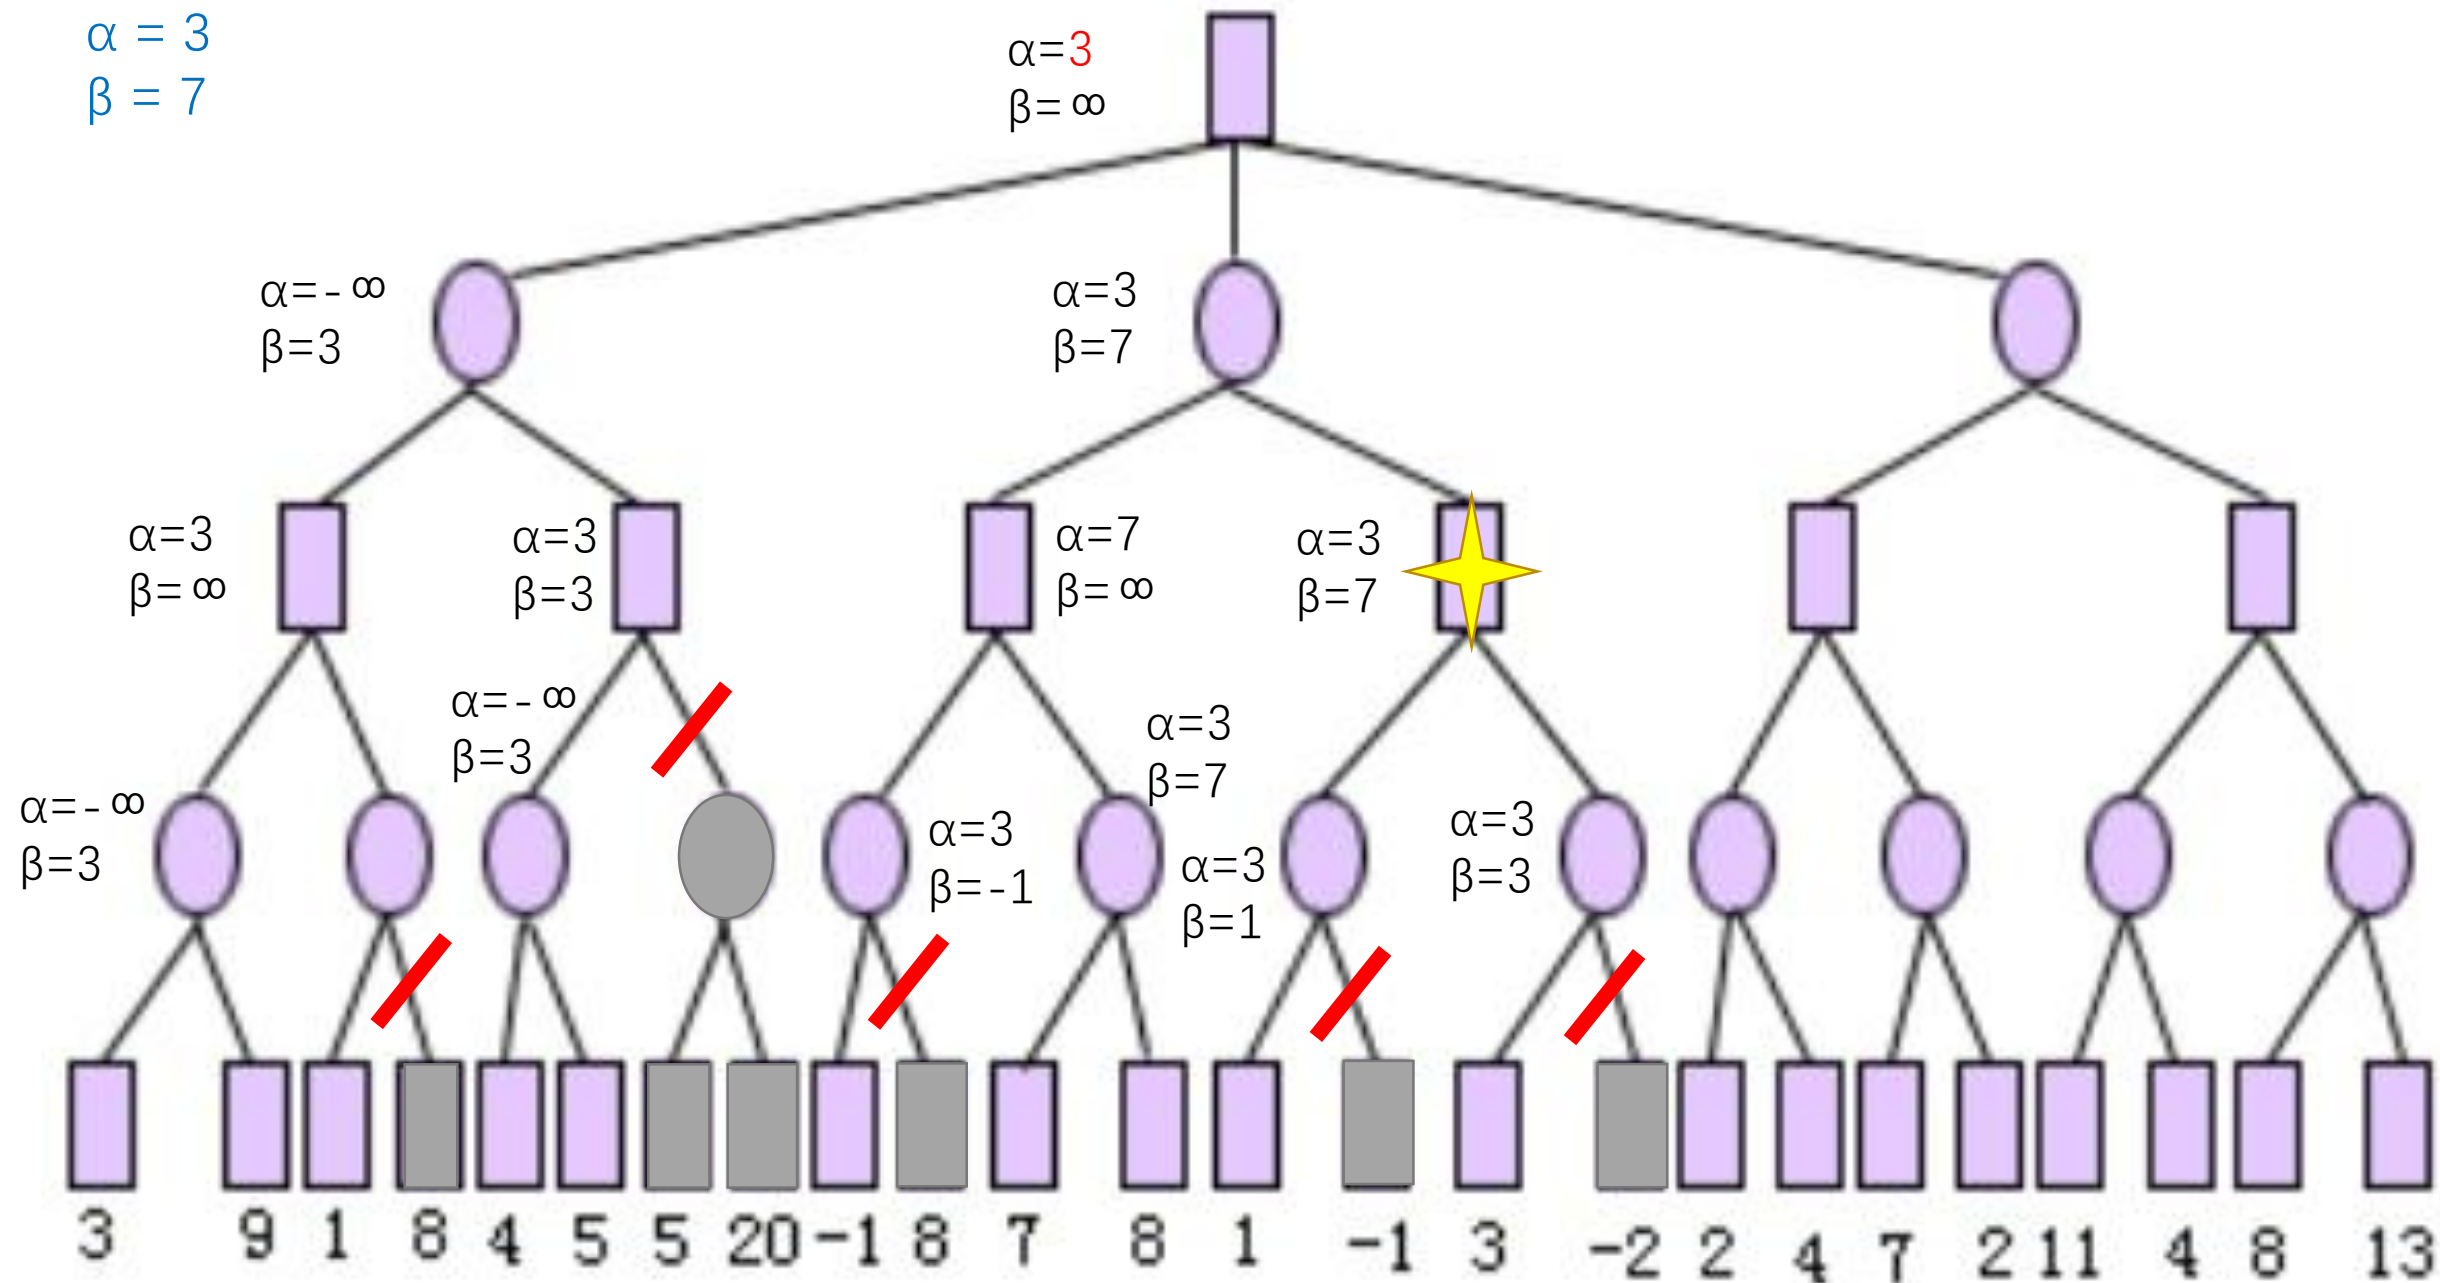 α = 3
β = 7
α=3
β=∞
α=-∞
β=3
α=3
β=7
α=3
β=∞
α=3
β=3
α=7
β=∞
α=3
β=7
α=-∞
β=3
α=3
β=7
α=-∞
β=3
α=3
β=-1
α=3
β=1
α=3
β=3
3 9 1 8 4 5 5 20 -1 8 7 8 1 -1 3 -2 2 4 7 2 11 4 8 13